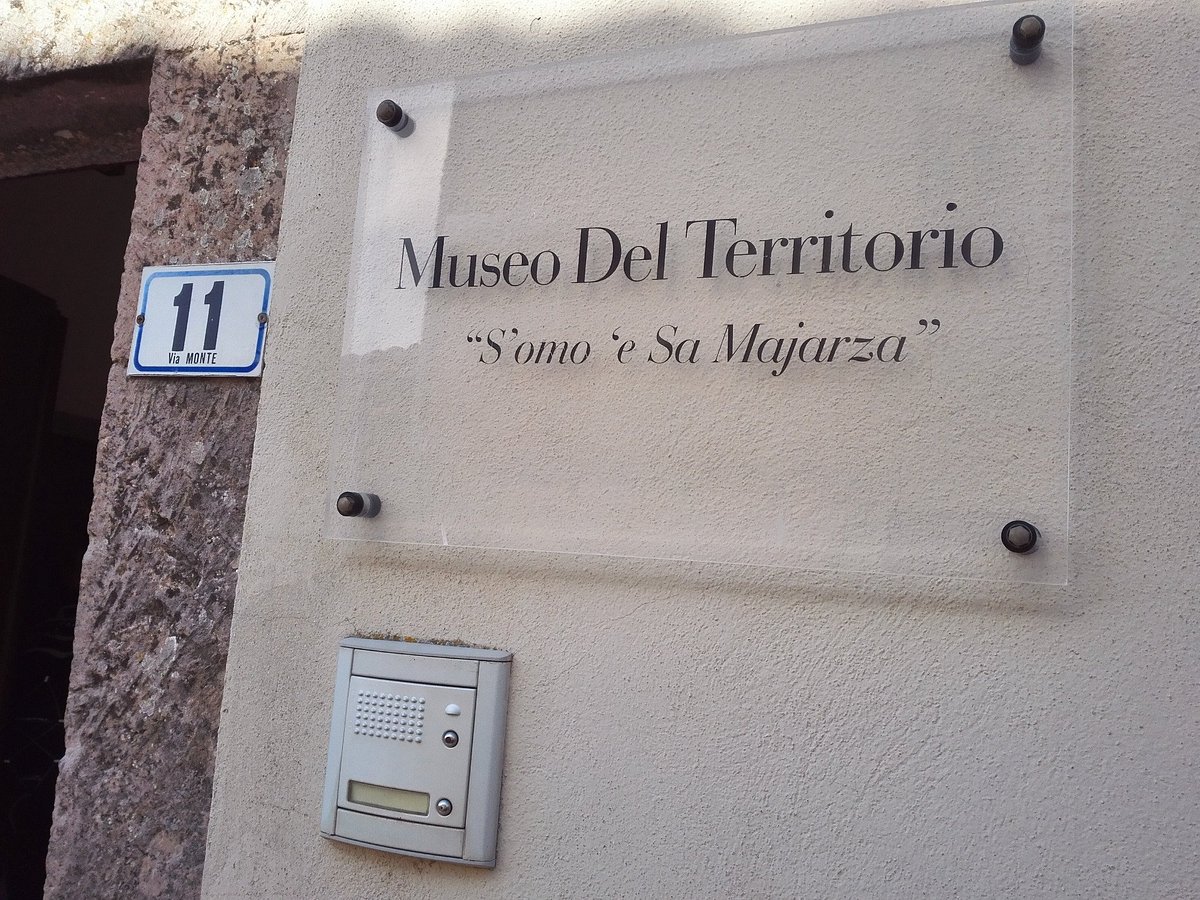 11
Via MONTE
Museo Del Territorio
“S’omo ‘e Sa Majarza”